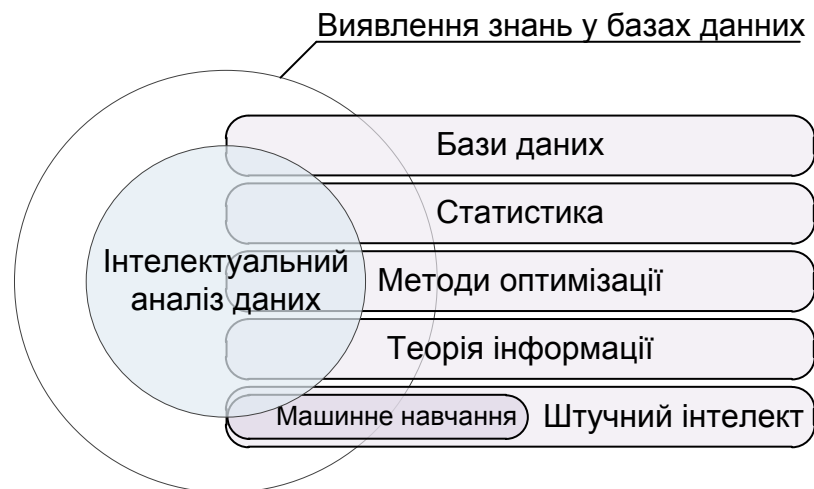 Виявлення знань у базах данних
Бази даних
Статистика
Інтелектуальний
аналіз даних
Методи оптимізації
Теорія інформації
Машинне навчання
Штучний інтелект